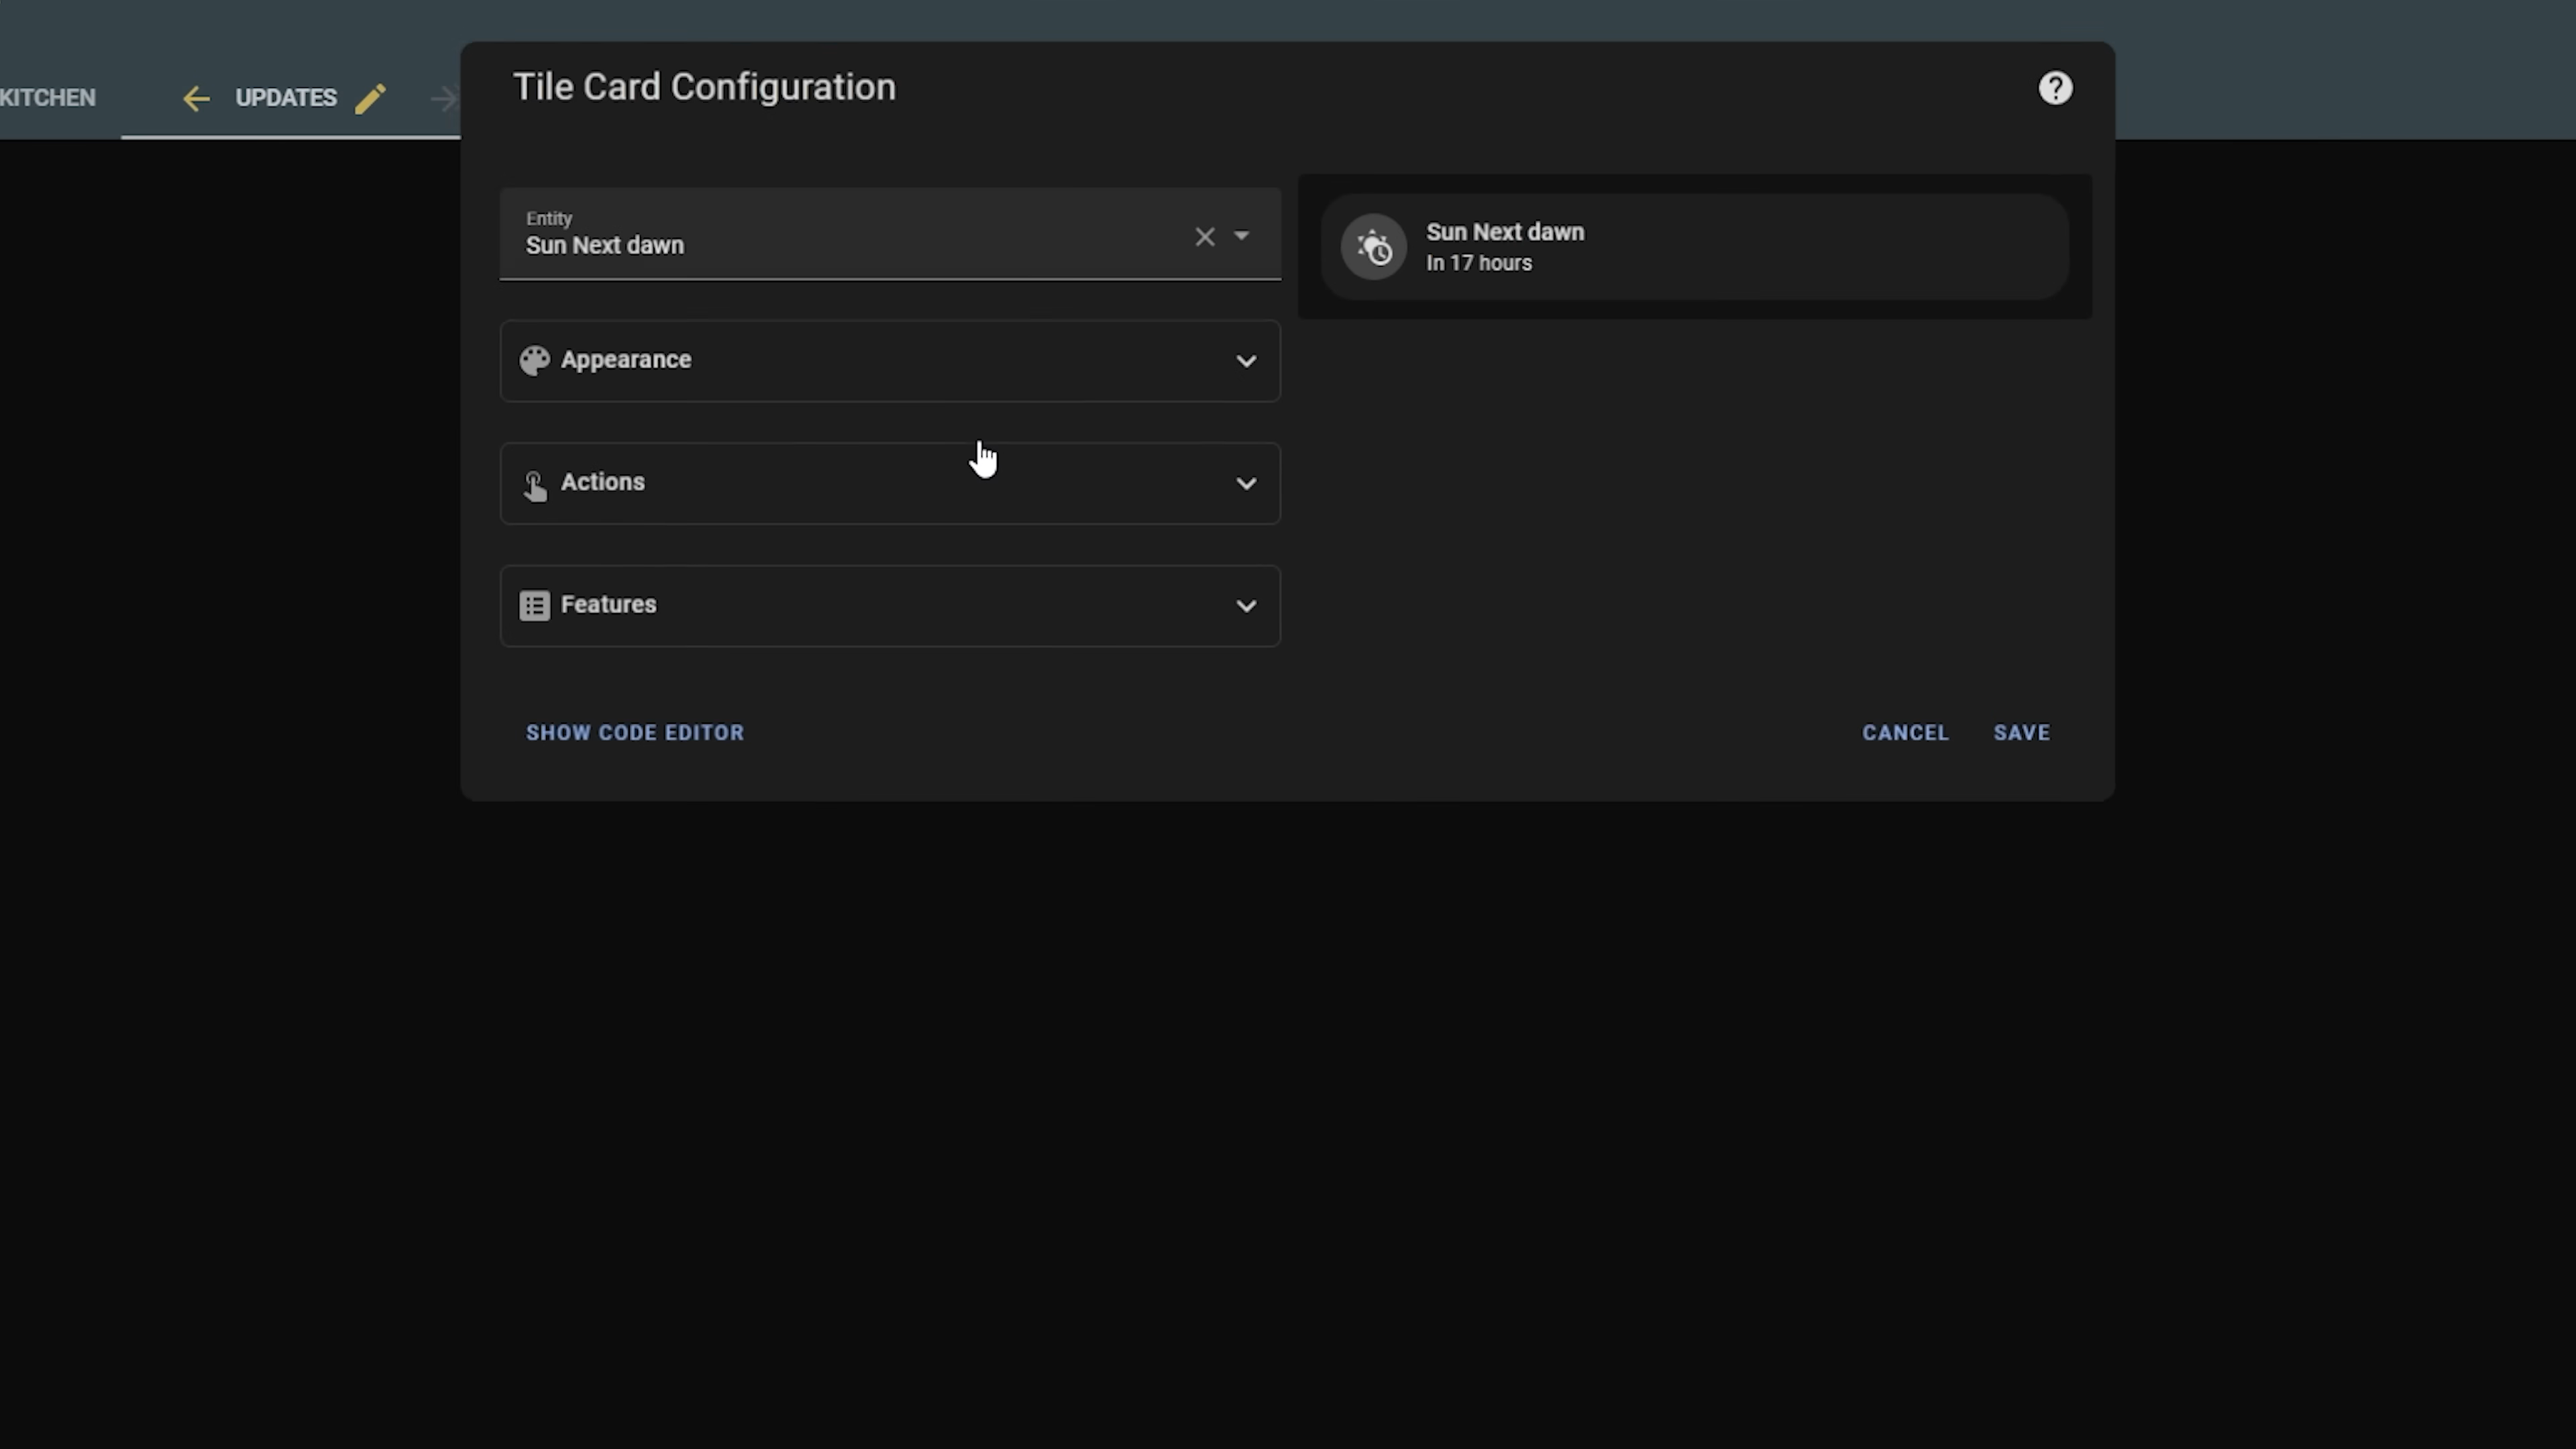 KITCHEN
UPDATES
Tile Card Configuration
Entity
Sun Next dawn
Sun Next dawn
In 17 hours
Appearance
Actions
Features
SHOW CODE EDITOR
CANCEL
SAVE